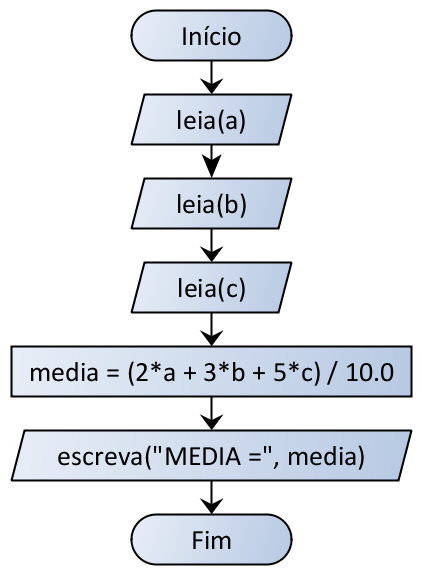 Início
leia(a)
leia(b)
leia(c)
media = (2*a + 3*b + 5*c) / 10.0
escreva("MEDIA =", media)
Fim